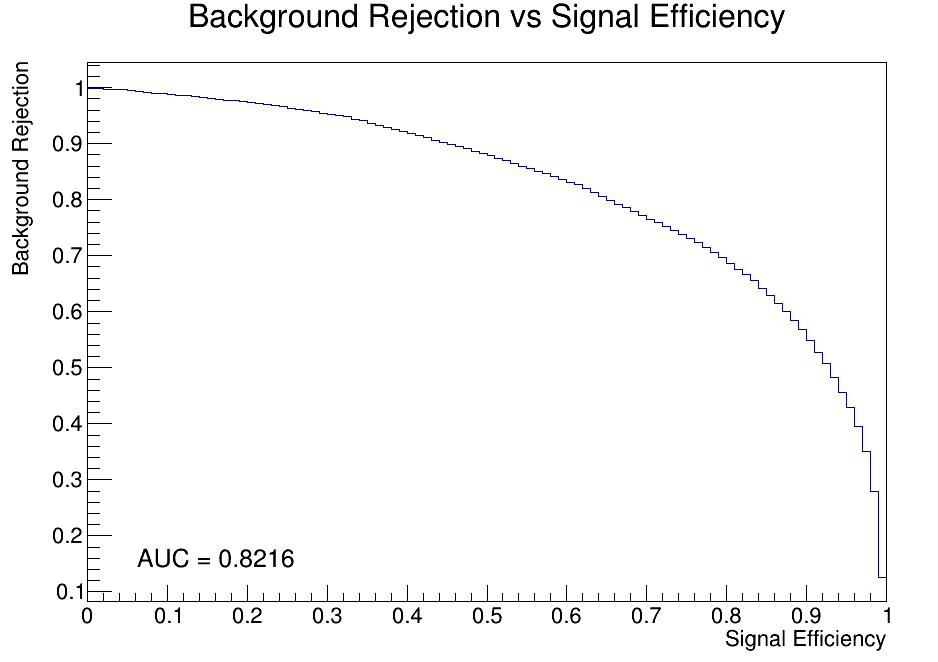 Background Rejection vs Signal Efficiency
Background Rejection
1
0.9
0.8
0.7
0.6
0.5
0.4
0.3
0.2
0.1
AUC = 0.8216
0 0.1 0.2 0.3 0.4 0.5 0.6 0.7 0.8 0.9 1
Signal Efficiency